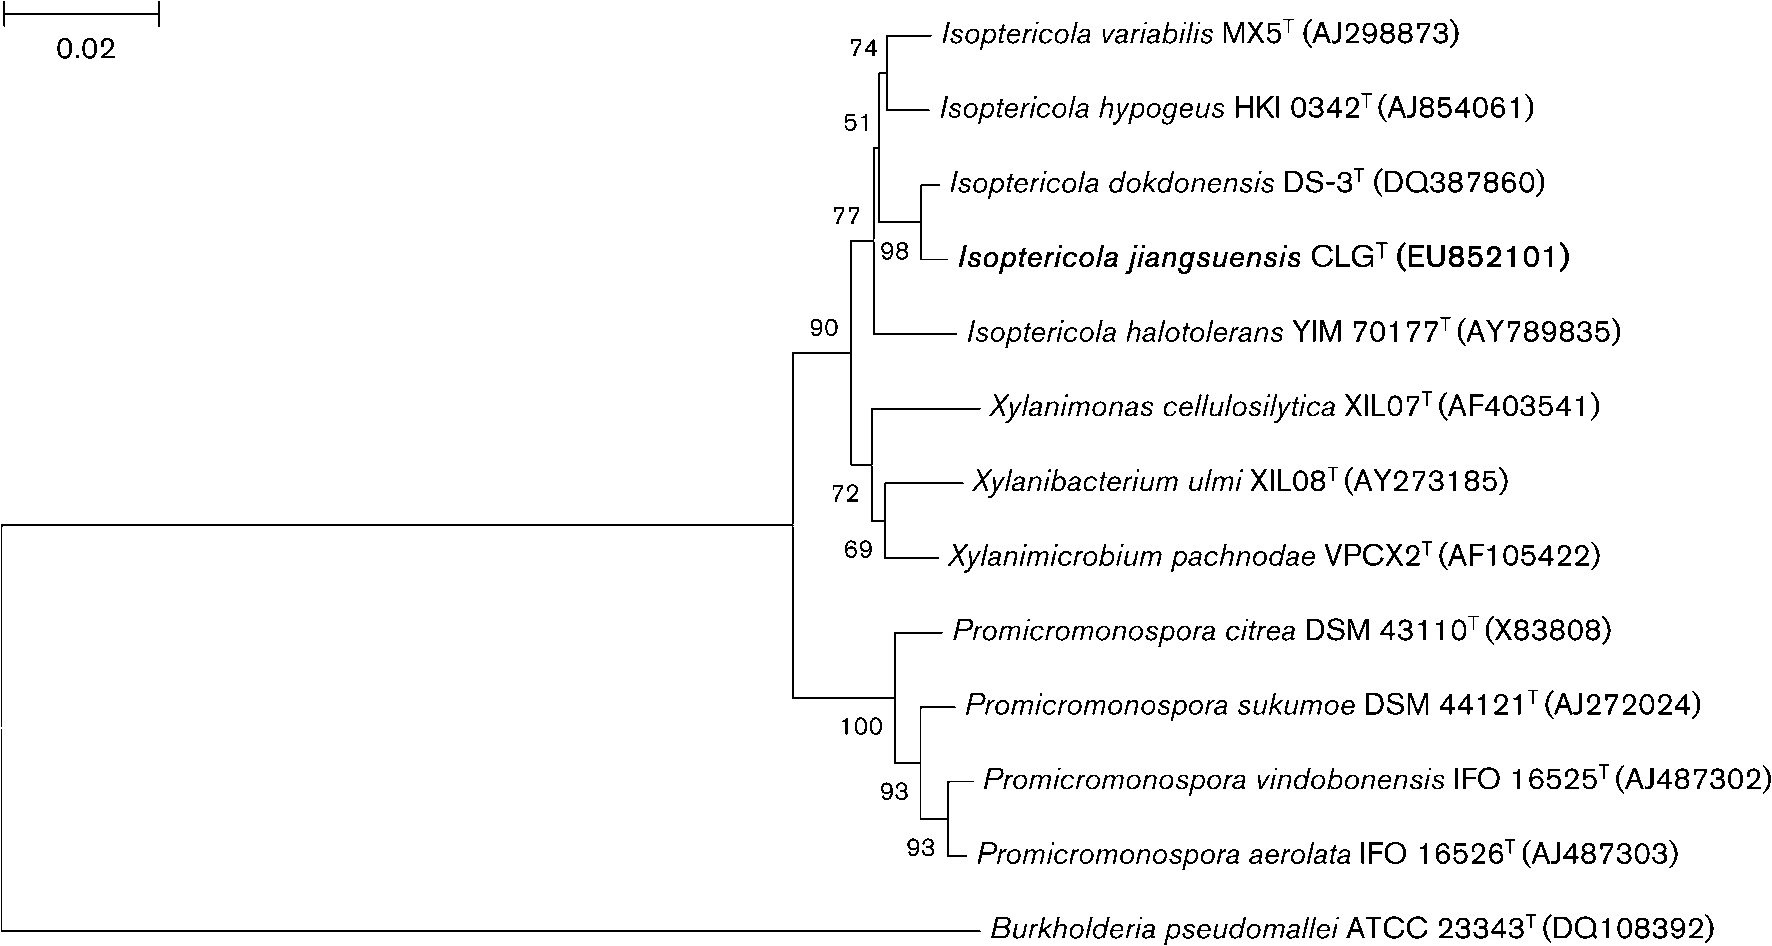 0.02
Isoptericola variabilis MX5ᵀ (AJ298873)
74
Isoptericola hypogeus HKI 0342ᵀ (AJ854061)
51
Isoptericola dokdonensis DS-3ᵀ (DQ387860)
77
98
Isoptericola jiangsuensis CLGᵀ (EU852101)
90
Isoptericola halotolerans YIM 70177ᵀ (AY789835)
Xylanimonas cellulosilytica XIL07ᵀ (AF403541)
Xylanibacterium ulmi XIL08ᵀ (AY273185)
72
69
Xylanimicrobium pachnodae VPCX2ᵀ (AF105422)
Promicromonospora citrea DSM 43110ᵀ (X83808)
Promicromonospora sukumoe DSM 44121ᵀ (AJ272024)
100
Promicromonospora vindobonensis IFO 16525ᵀ (AJ487302)
93
93
Promicromonospora aerolata IFO 16526ᵀ (AJ487303)
Burkholderia pseudomallei ATCC 23343ᵀ (DQ108392)